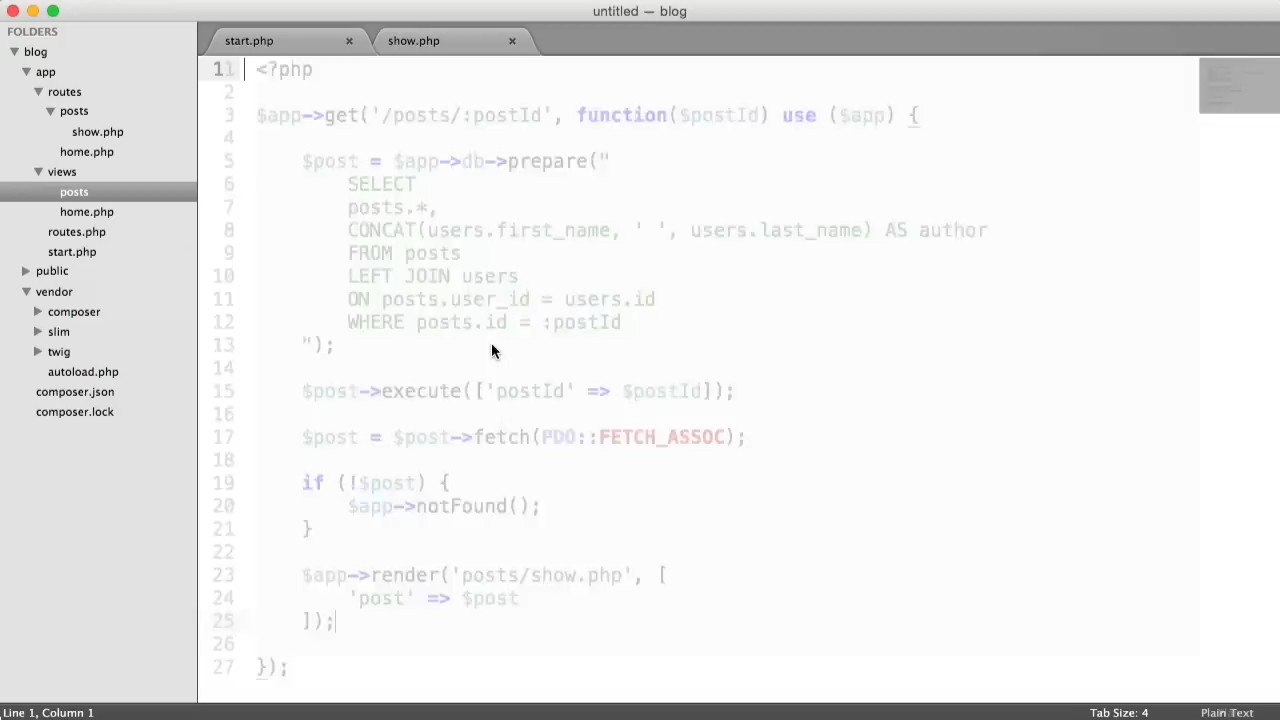 untitled — blog
FOLDERS
blog
app
routes
posts
show.php
home.php
views
posts
home.php
routes.php
start.php
public
vendor
composer
slim
twig
autoload.php
composer.json
composer.lock
start.php × show.php ×
1 <?php
2
3 $app->get('/posts/:postId', function($postId) use ($app) {
4
5 $post = $app->db->prepare("
6 SELECT
7 posts.*,
8 CONCAT(users.first_name, ' ', users.last_name) AS author
9 FROM posts
10 LEFT JOIN users
11 ON posts.user_id = users.id
12 WHERE posts.id = :postId
13 ");
14
15 $post->execute(['postId' => $postId]);
16
17 $post = $post->fetch(PDO::FETCH_ASSOC);
18
19 if (!$post) {
20 $app->notFound();
21 }
22
23 $app->render('posts/show.php', [
24 'post' => $post
25 ]);
26
27 });
Line 1, Column 1 Tab Size: 4 Plain Text